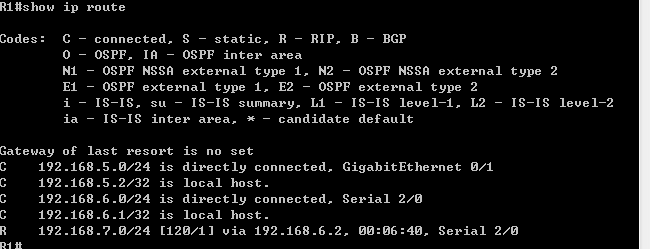 R1#show ip route
Codes:  C - connected, S - static, R - RIP, B - BGP
        O - OSPF, IA - OSPF inter area
        N1 - OSPF NSSA external type 1, N2 - OSPF NSSA external type 2
        E1 - OSPF external type 1, E2 - OSPF external type 2
        i - IS-IS, su - IS-IS summary, L1 - IS-IS level-1, L2 - IS-IS level-2
        ia - IS-IS inter area, * - candidate default
Gateway of last resort is no set
C    192.168.5.0/24 is directly connected, GigabitEthernet 0/1
C    192.168.5.2/32 is local host.
C    192.168.6.0/24 is directly connected, Serial 2/0
C    192.168.6.1/32 is local host.
R    192.168.7.0/24 [120/1] via 192.168.6.2, 00:06:40, Serial 2/0
R1#